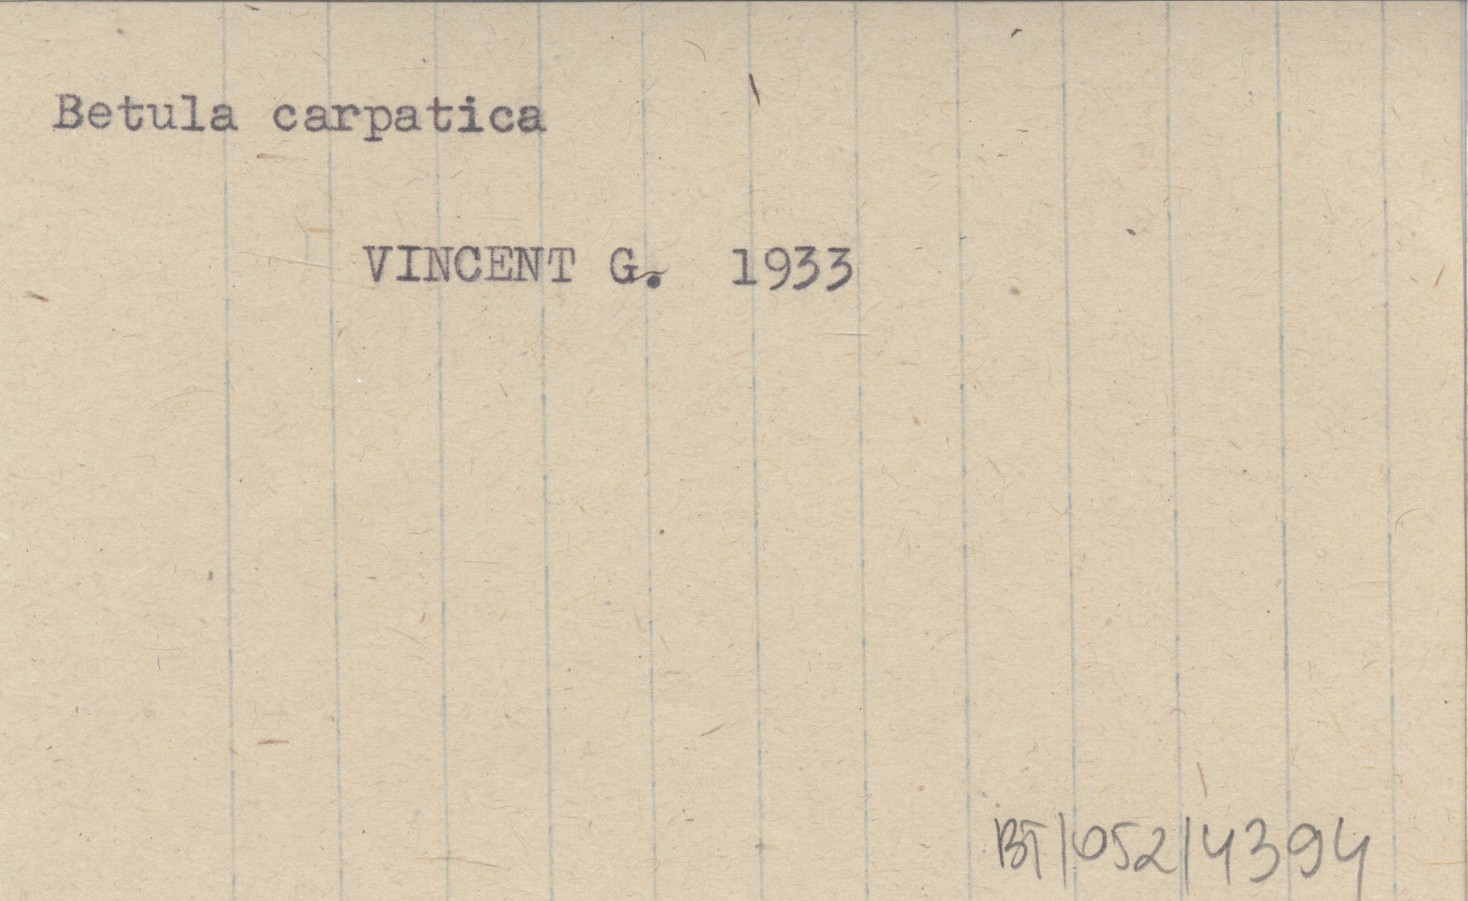 Betula carpatica
VINCENT G. 1933
BT/052/4394